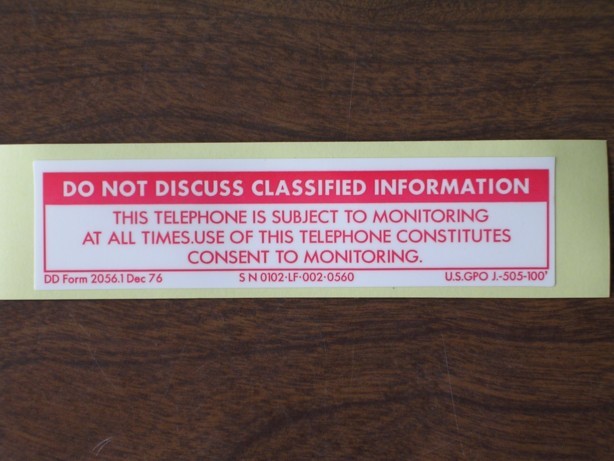 DO NOT DISCUSS CLASSIFIED INFORMATION
THIS TELEPHONE IS SUBJECT TO MONITORING
AT ALL TIMES.USE OF THIS TELEPHONE CONSTITUTES
CONSENT TO MONITORING.
DD Form 2056.1 Dec 76 S N 0102-LF-002-0560 U.S.GPO J.-505-100*